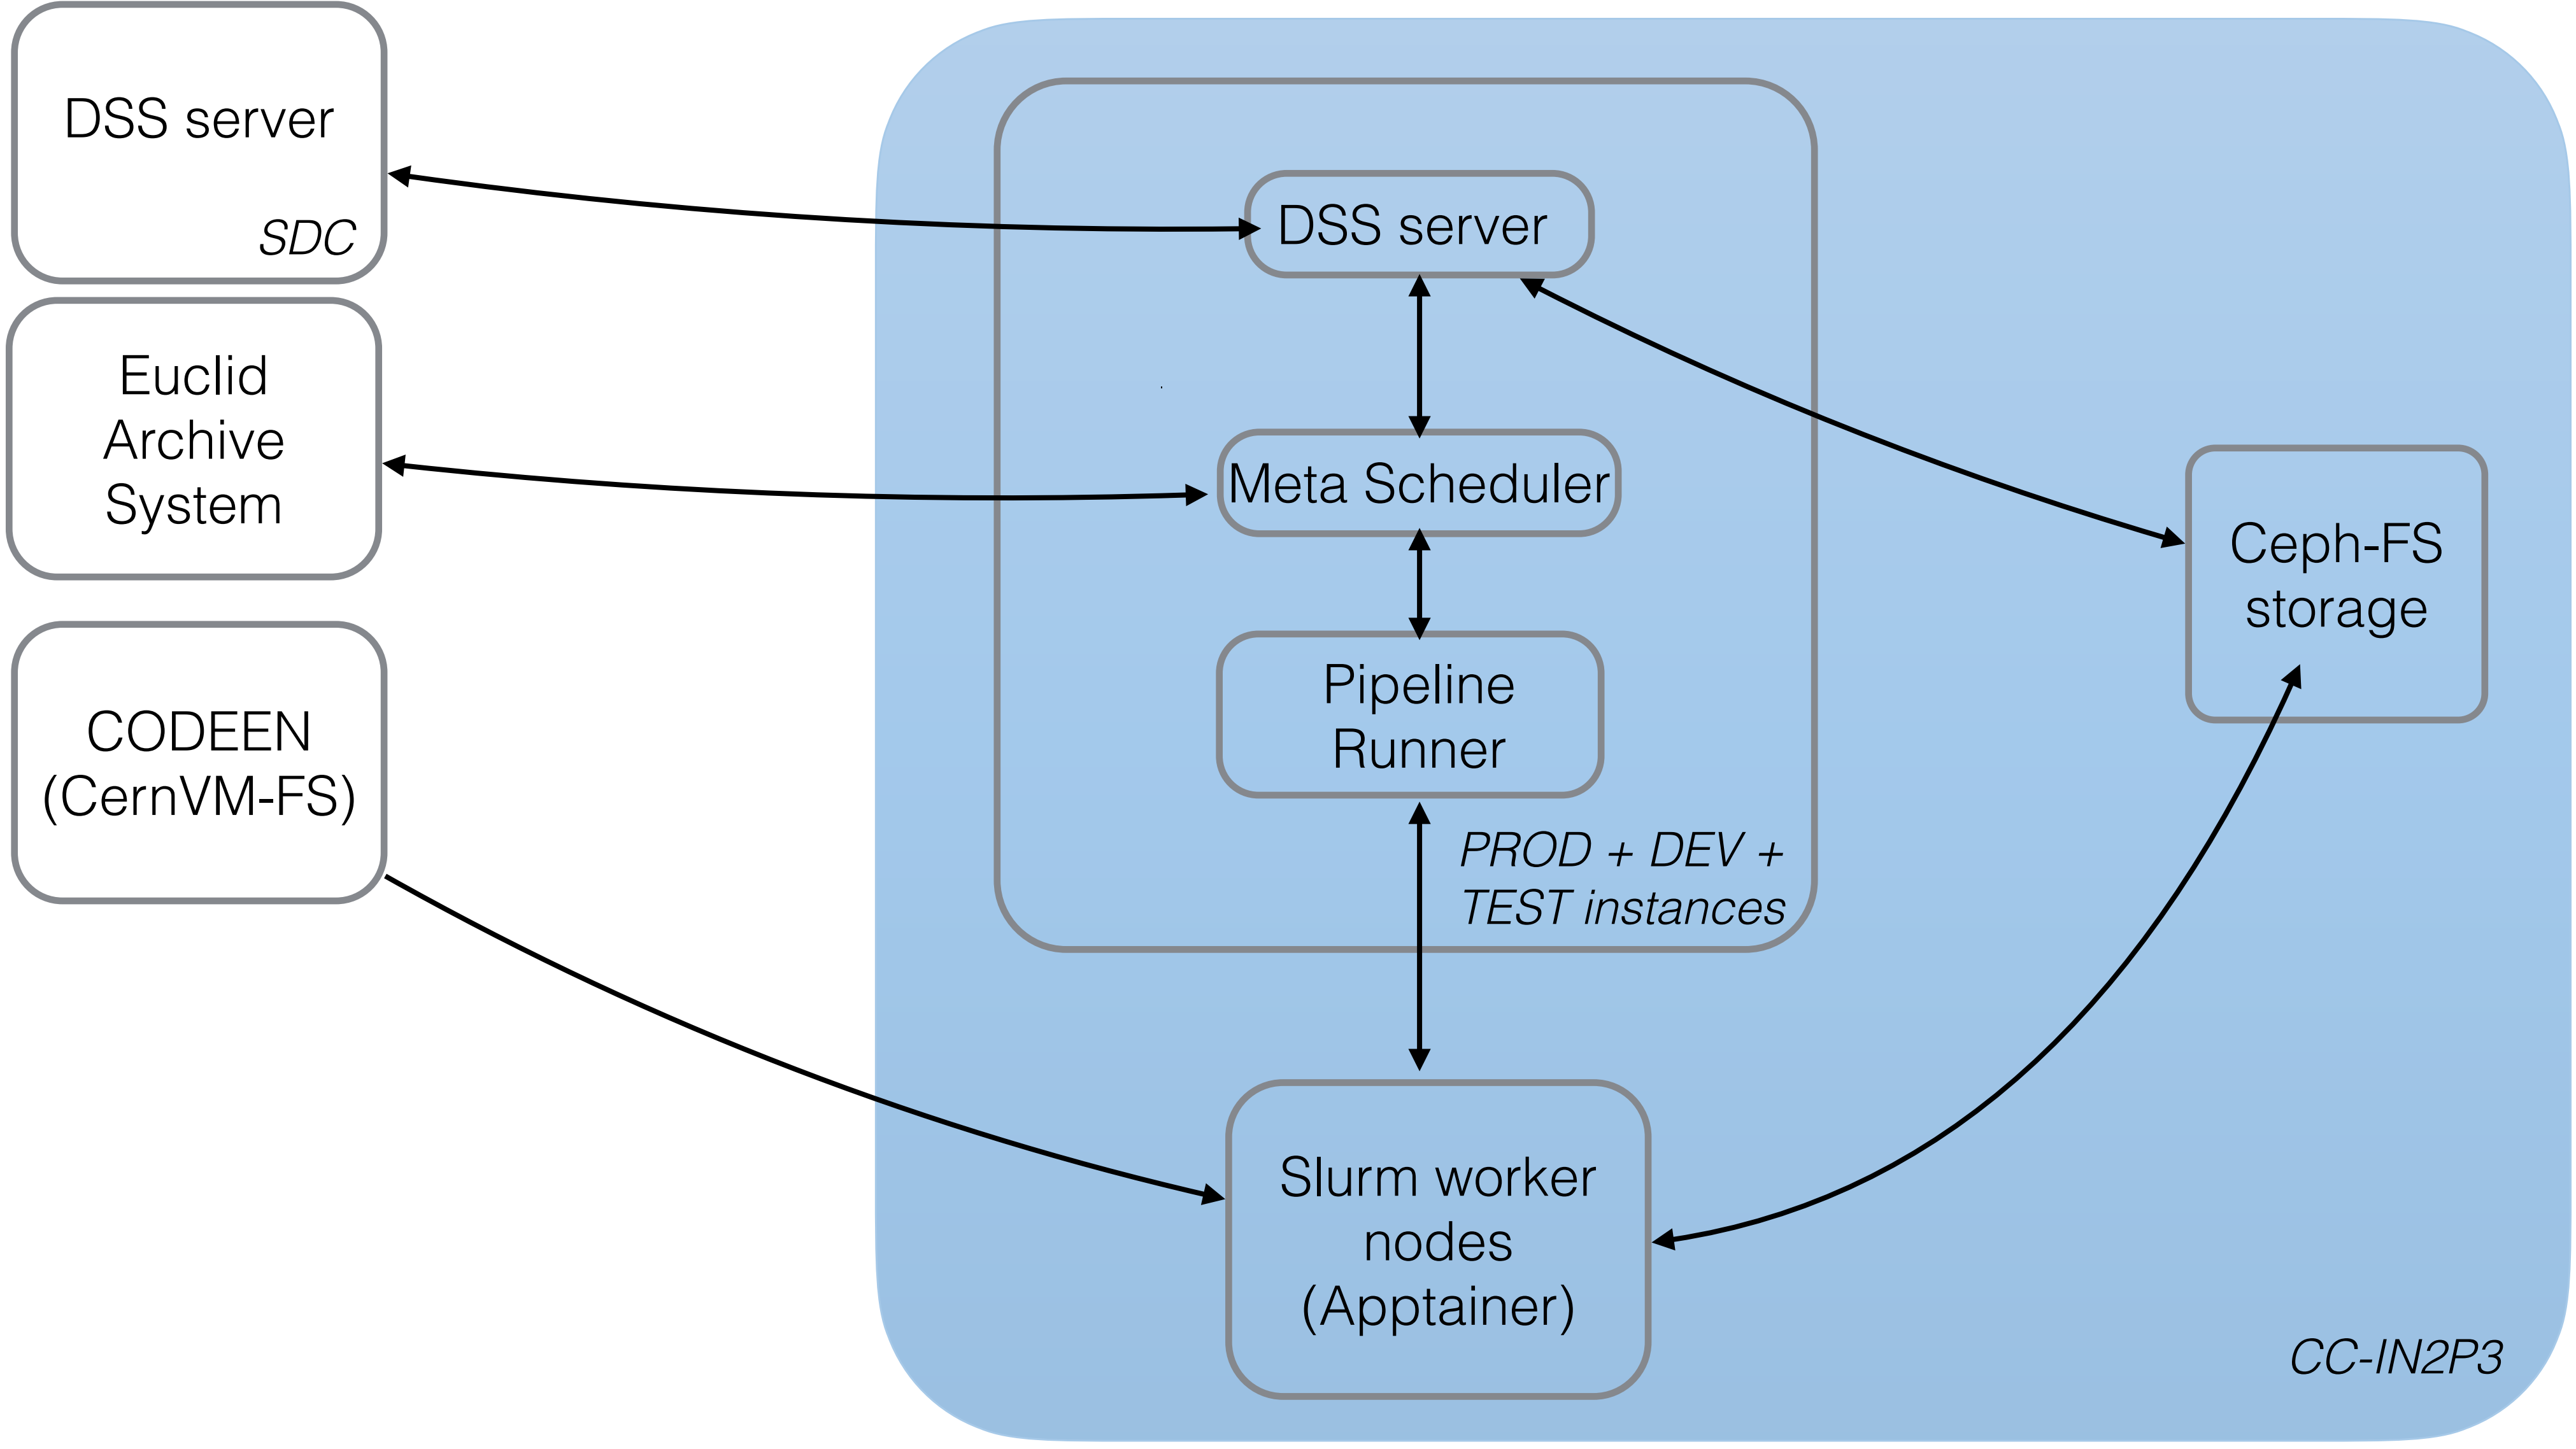 DSS server
SDC
Euclid
Archive
System
CODEEN
(CernVM-FS)
DSS server
Meta Scheduler
Pipeline
Runner
PROD + DEV +
TEST instances
Slurm worker
nodes
(Apptainer)
Ceph-FS
storage
CC-IN2P3